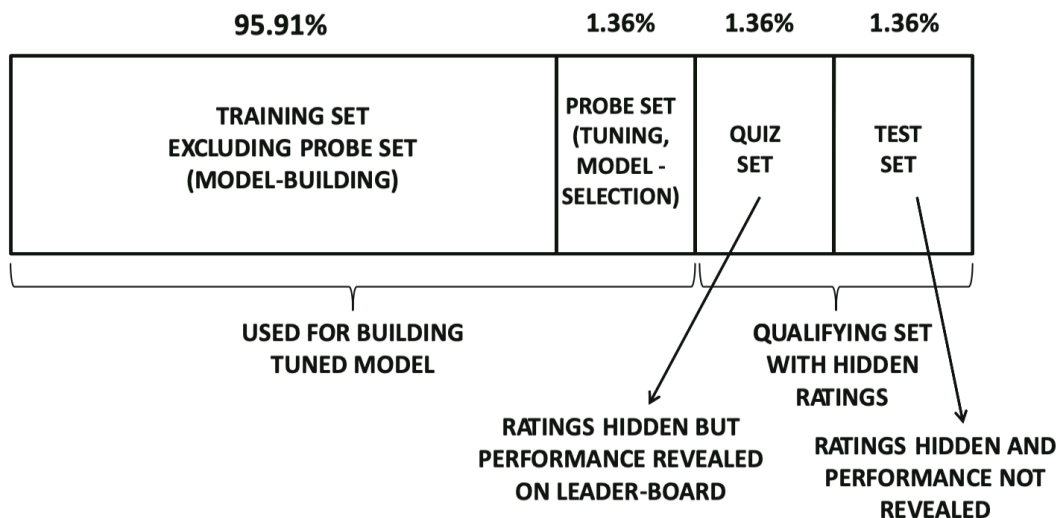 95.91%
1.36%
1.36%
1.36%
TRAINING SET
EXCLUDING PROBE SET
(MODEL-BUILDING)
PROBE SET
(TUNING,
MODEL -
SELECTION)
QUIZ
SET
TEST
SET
USED FOR BUILDING
TUNED MODEL
QUALIFYING SET
WITH HIDDEN
RATINGS
RATINGS HIDDEN BUT
PERFORMANCE REVEALED
ON LEADER-BOARD
RATINGS HIDDEN AND
PERFORMANCE NOT
REVEALED